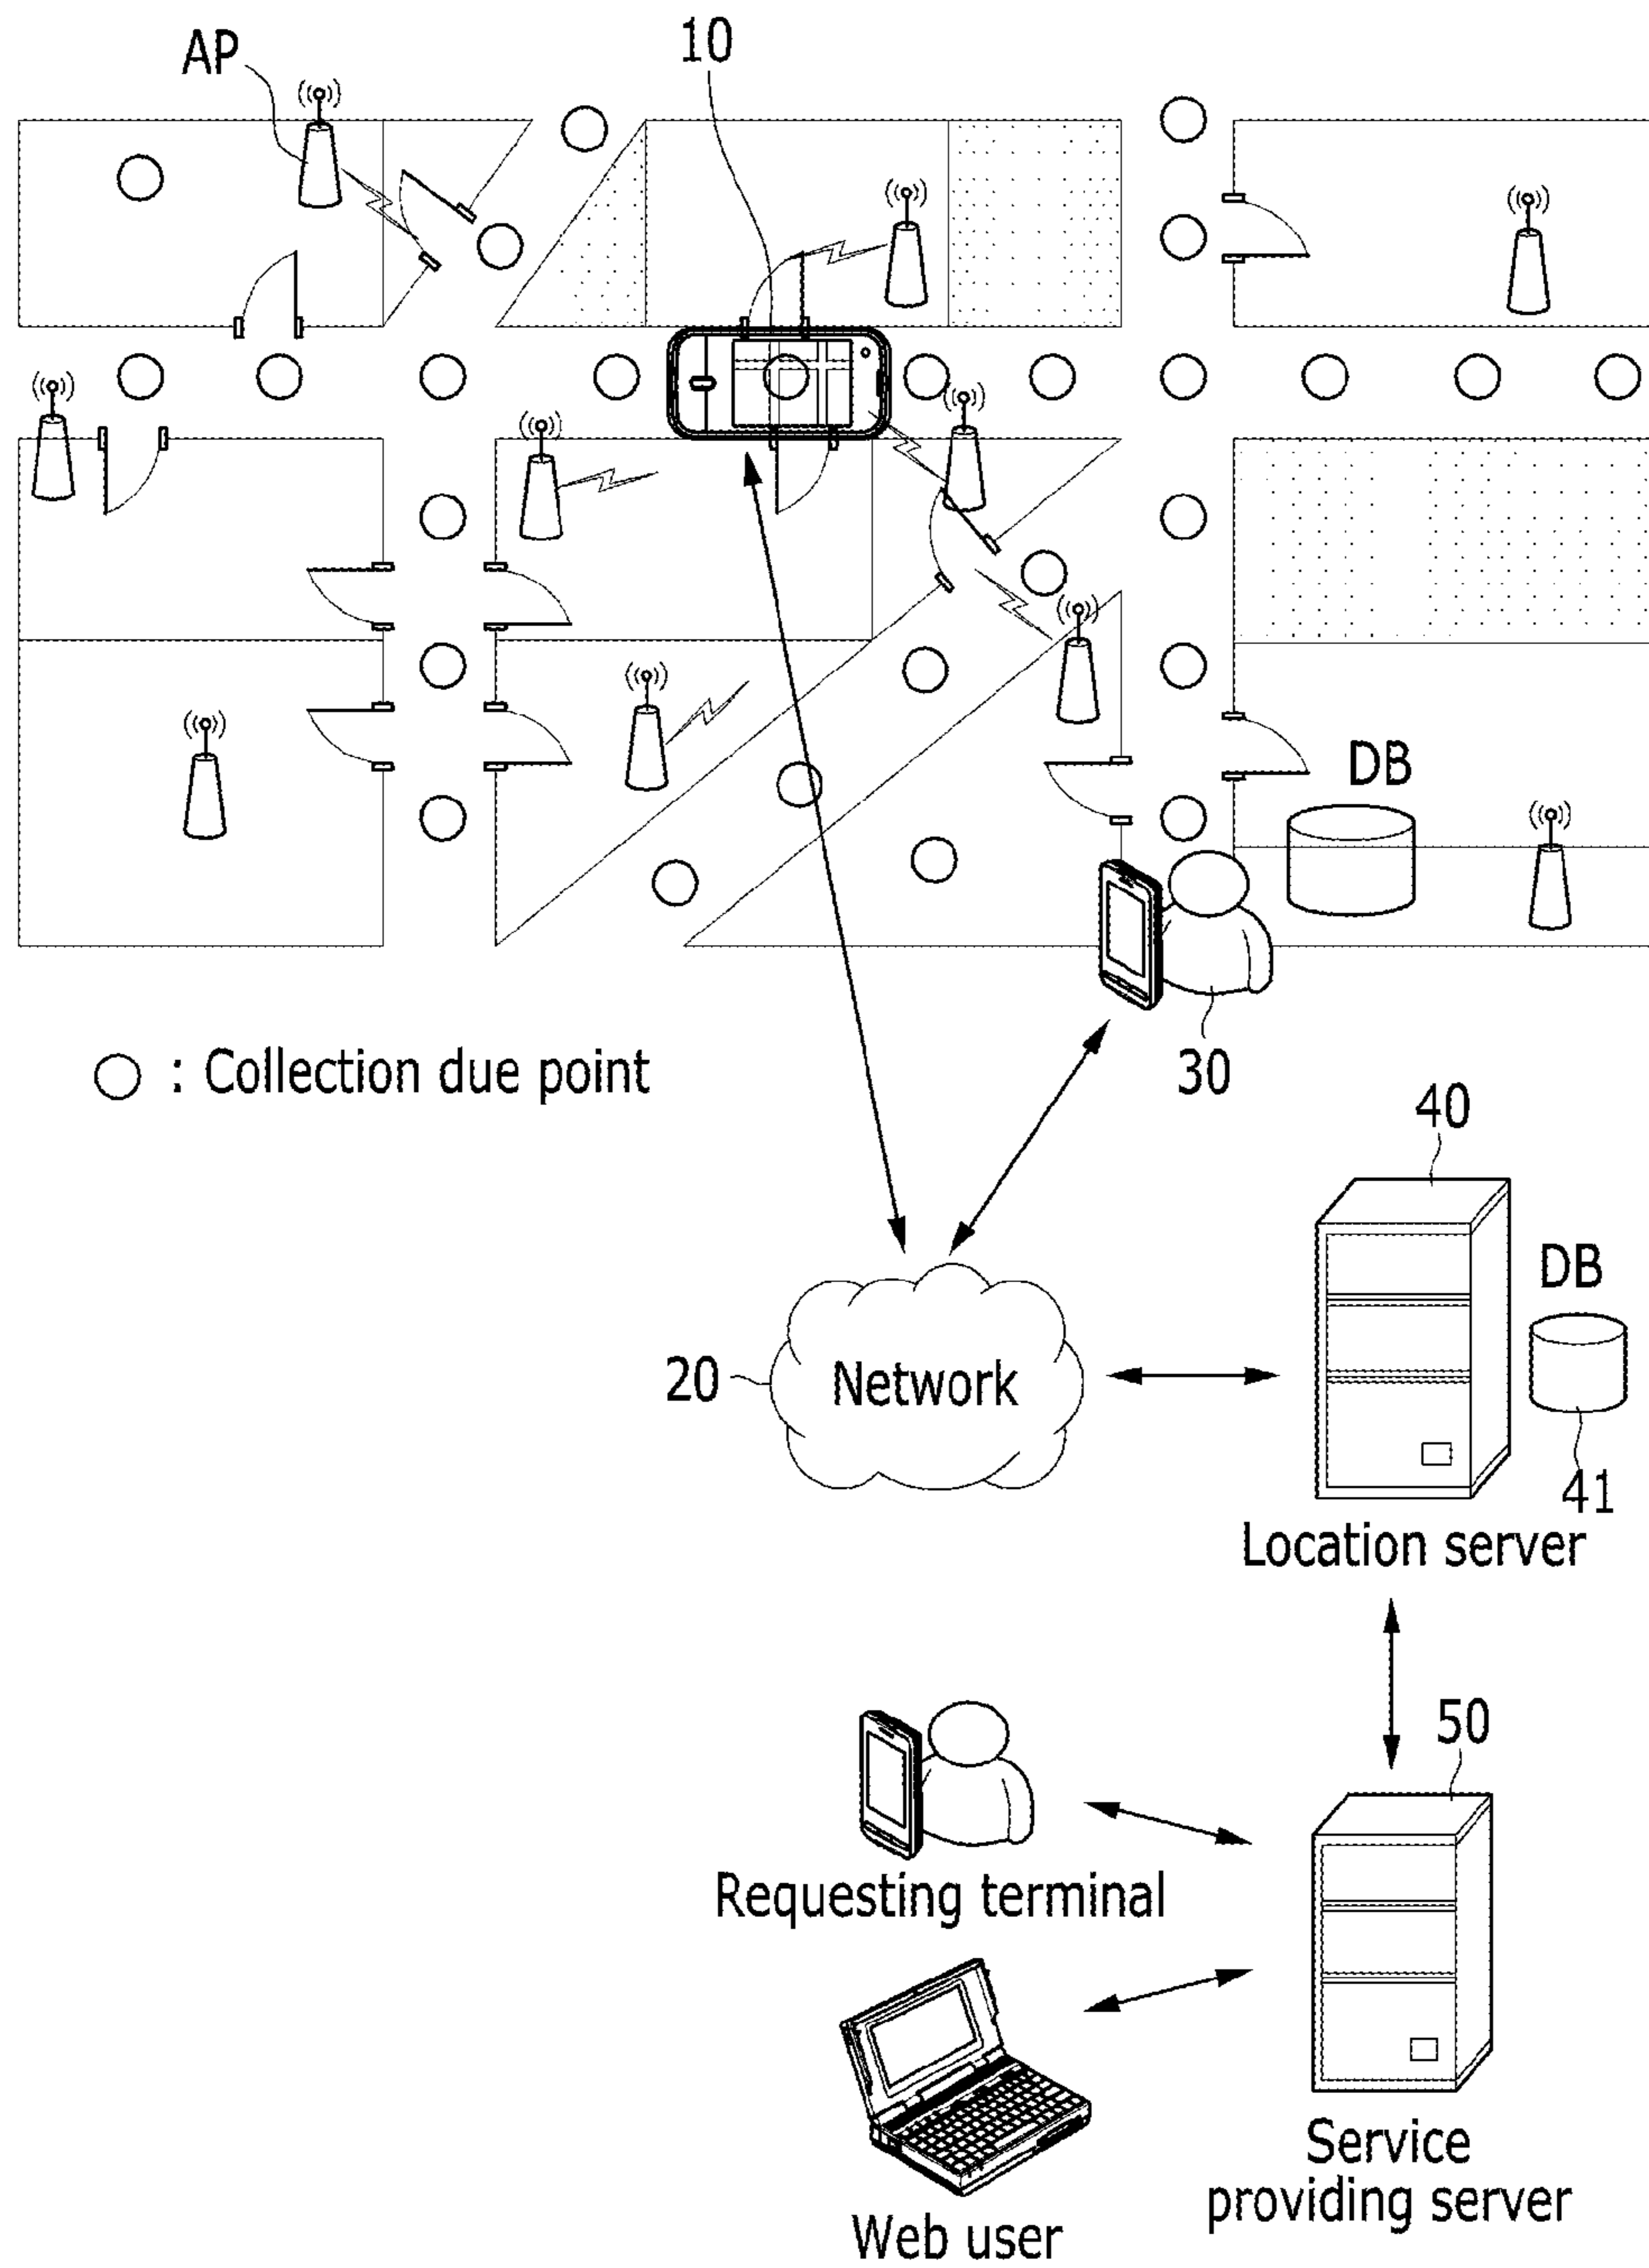 AP
10
DB
30
: Collection due point
40
DB
20
Network
41
Location server
50
Requesting terminal
Service
providing server
Web user